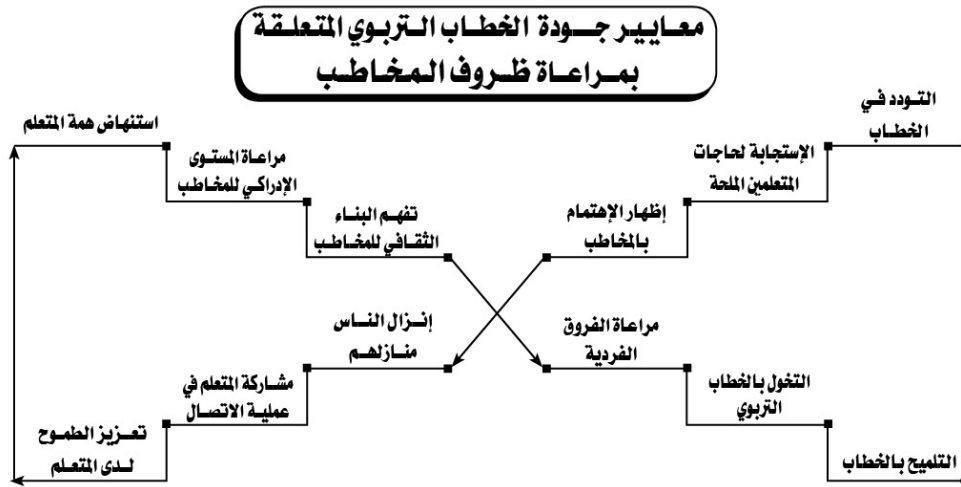 معايير جودة الخطاب التربوي المتعلقة
بمراعاة ظروف المخاطب
التودد في
الخطاب
الإستجابة لحاجات
المتعلمين الملحة
إظهار الإهتمام
بالمخاطب
إنزال الناس
منازلهم
مشاركة المتعلم في
عملية الاتصال
تعزيز الطموح
لدى المتعلم
استنهاض همة المتعلم
مراعاة المستوى
الإدراكي للمخاطب
تفهم البناء
الثقافي للمخاطب
مراعاة الفروق
الفردية
التخول بالخطاب
التربوي
التلميح بالخطاب